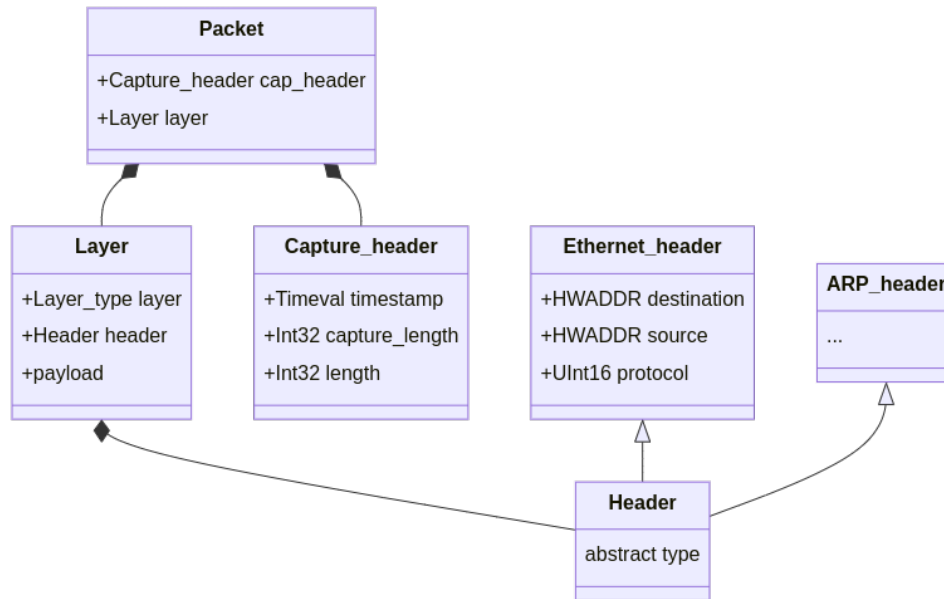 Packet
+Capture_header cap_header
+Layer layer
Layer
+Layer_type layer
+Header header
+payload
Capture_header
+Timeval timestamp
+Int32 capture_length
+Int32 length
Ethernet_header
+HWADDR destination
+HWADDR source
+UInt16 protocol
ARP_header
...
Header
abstract type